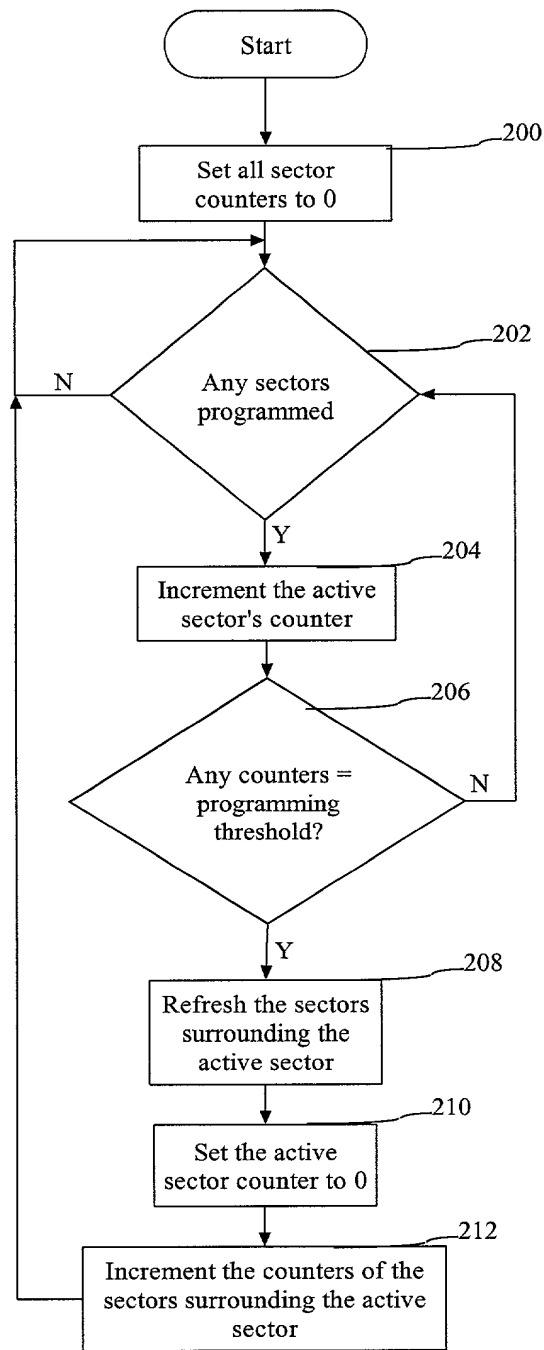 Start
200
Set all sector
counters to 0
202
Any sectors
programmed
N
Y
204
Increment the active
sector's counter
206
Any counters =
programming
threshold?
N
Y
208
Refresh the sectors
surrounding the
active sector
210
Set the active
sector counter to 0
212
Increment the counters of the
sectors surrounding the active
sector